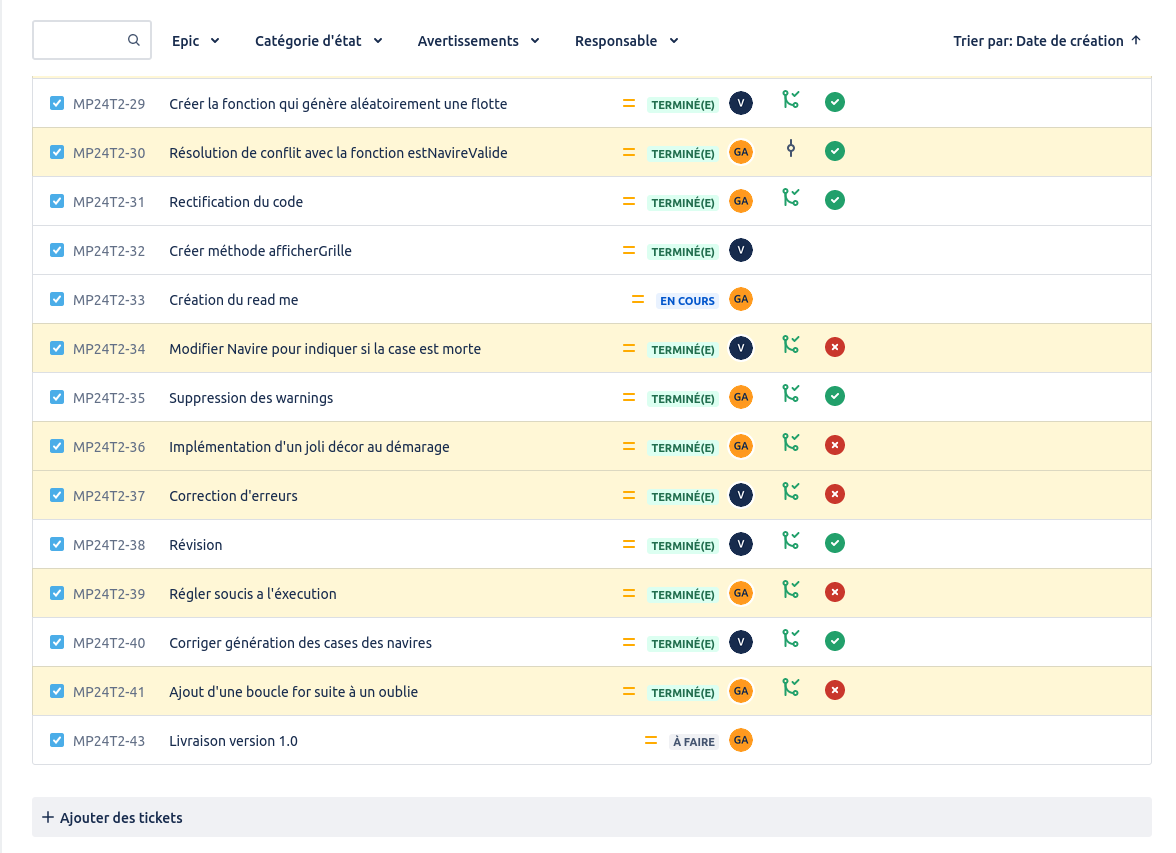 Epic Catégorie d'état Avertissements Responsable Trier par: Date de création
MP24T2-29 Créer la fonction qui génère aléatoirement une flotte TERMINÉ(E) V
MP24T2-30 Résolution de conflit avec la fonction estNavireValide TERMINÉ(E) GA
MP24T2-31 Rectification du code TERMINÉ(E) GA
MP24T2-32 Créer méthode afficherGrille TERMINÉ(E) V
MP24T2-33 Création du read me EN COURS GA
MP24T2-34 Modifier Navire pour indiquer si la case est morte TERMINÉ(E) V
MP24T2-35 Suppression des warnings TERMINÉ(E) GA
MP24T2-36 Implémentation d'un joli décor au démarage TERMINÉ(E) GA
MP24T2-37 Correction d'erreurs TERMINÉ(E) V
MP24T2-38 Révision TERMINÉ(E) V
MP24T2-39 Régler soucis a l'éxecution TERMINÉ(E) GA
MP24T2-40 Corriger génération des cases des navires TERMINÉ(E) V
MP24T2-41 Ajout d'une boucle for suite à un oublie TERMINÉ(E) GA
MP24T2-43 Livraison version 1.0 À FAIRE GA
+ Ajouter des tickets